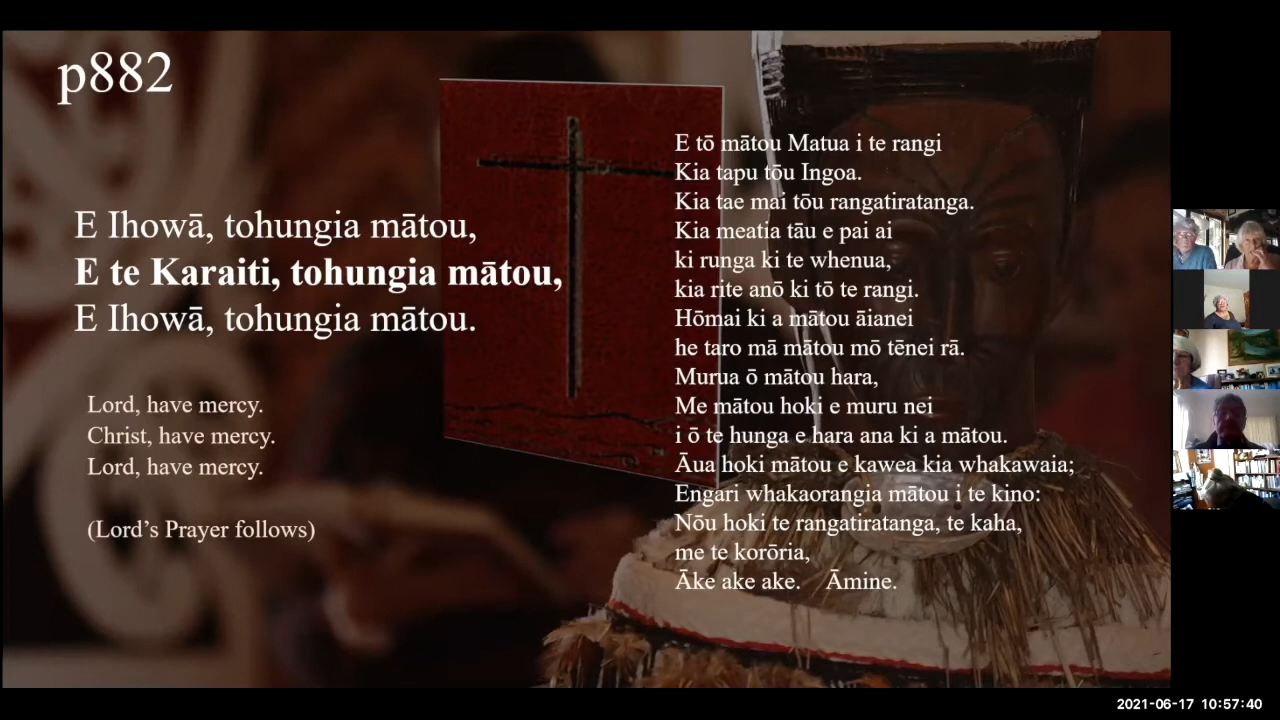 p882
E Ihowā, tohungia mātou,
E te Karaiti, tohungia mātou,
E Ihowā, tohungia mātou.
Lord, have mercy.
Christ, have mercy.
Lord, have mercy.
(Lord’s Prayer follows)
E tō mātou Matua i te rangi
Kia tapu tōu Ingoa.
Kia tae mai tōu rangatiratanga.
Kia meatia tāu e pai ai
ki runga ki te whenua,
kia rite anō ki tō te rangi.
Hōmai ki a mātou āianei
he taro mā mātou mō tēnei rā.
Murua ō mātou hara,
Me mātou hoki e muru nei
i ō te hunga e hara ana ki a mātou.
Āua hoki mātou e kawea kia whakawaia;
Engari whakaorangia mātou i te kino:
Nōu hoki te rangatiratanga, te kaha,
me te korōria,
Āke ake ake. Āmine.
2021-06-17 10:57:40